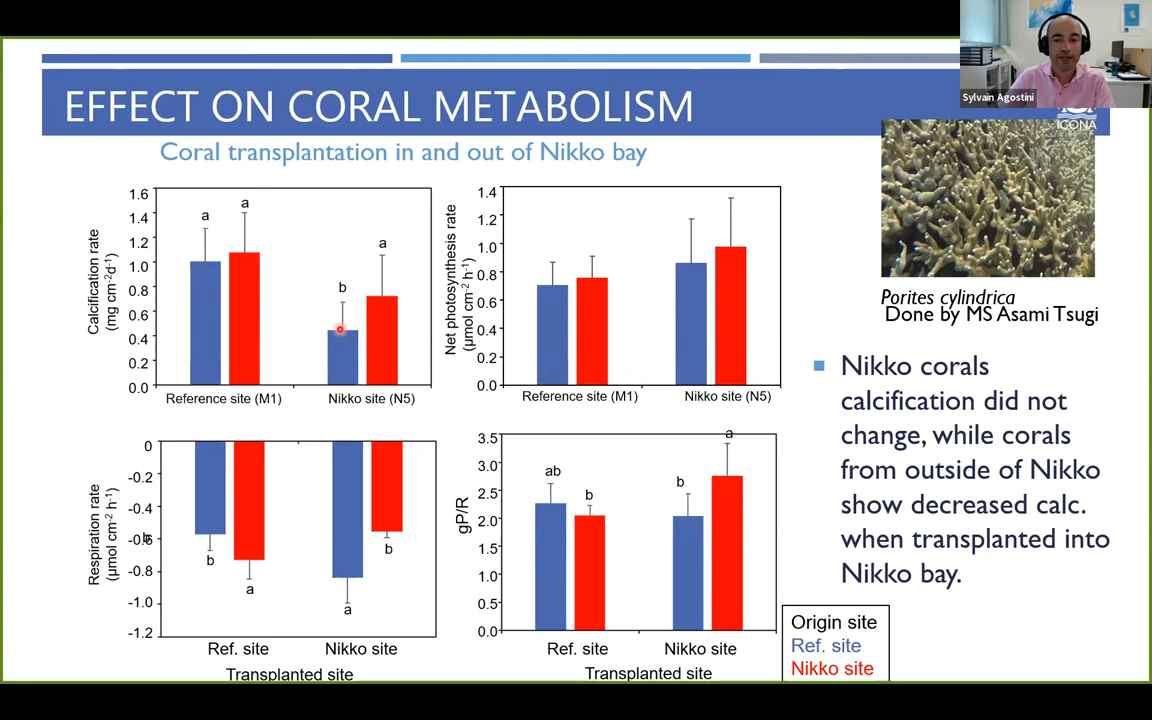 Sylvain Agostini
ICONA
EFFECT ON CORAL METABOLISM
Coral transplantation in and out of Nikko bay
Calcification rate
(mg cm⁻²d⁻¹)
1.6
1.4
1.2
1.0
0.8
0.6
0.4
0.2
0.0
a
a
b
a
Reference site (M1)
Nikko site (N5)
Net photosynthesis rate
(µmol cm⁻² h⁻¹)
1.4
1.2
1.0
0.8
0.6
0.4
0.2
0.0
Reference site (M1)
Nikko site (N5)
Respiration rate
(µmol cm⁻² h⁻¹)
0
-0.2
-0.4
-0.6
-0.8
-1.0
-1.2
b
b
a
a
b
Ref. site
Nikko site
Transplanted site
gP/R
3.5
3.0
2.5
2.0
1.5
1.0
0.5
0.0
ab
b
b
a
Ref. site
Nikko site
Transplanted site
Porites cylindrica
Done by MS Asami Tsugi
Nikko corals
calcification did not
change, while corals
from outside of Nikko
show decreased calc.
when transplanted into
Nikko bay.
Origin site
Ref. site
Nikko site